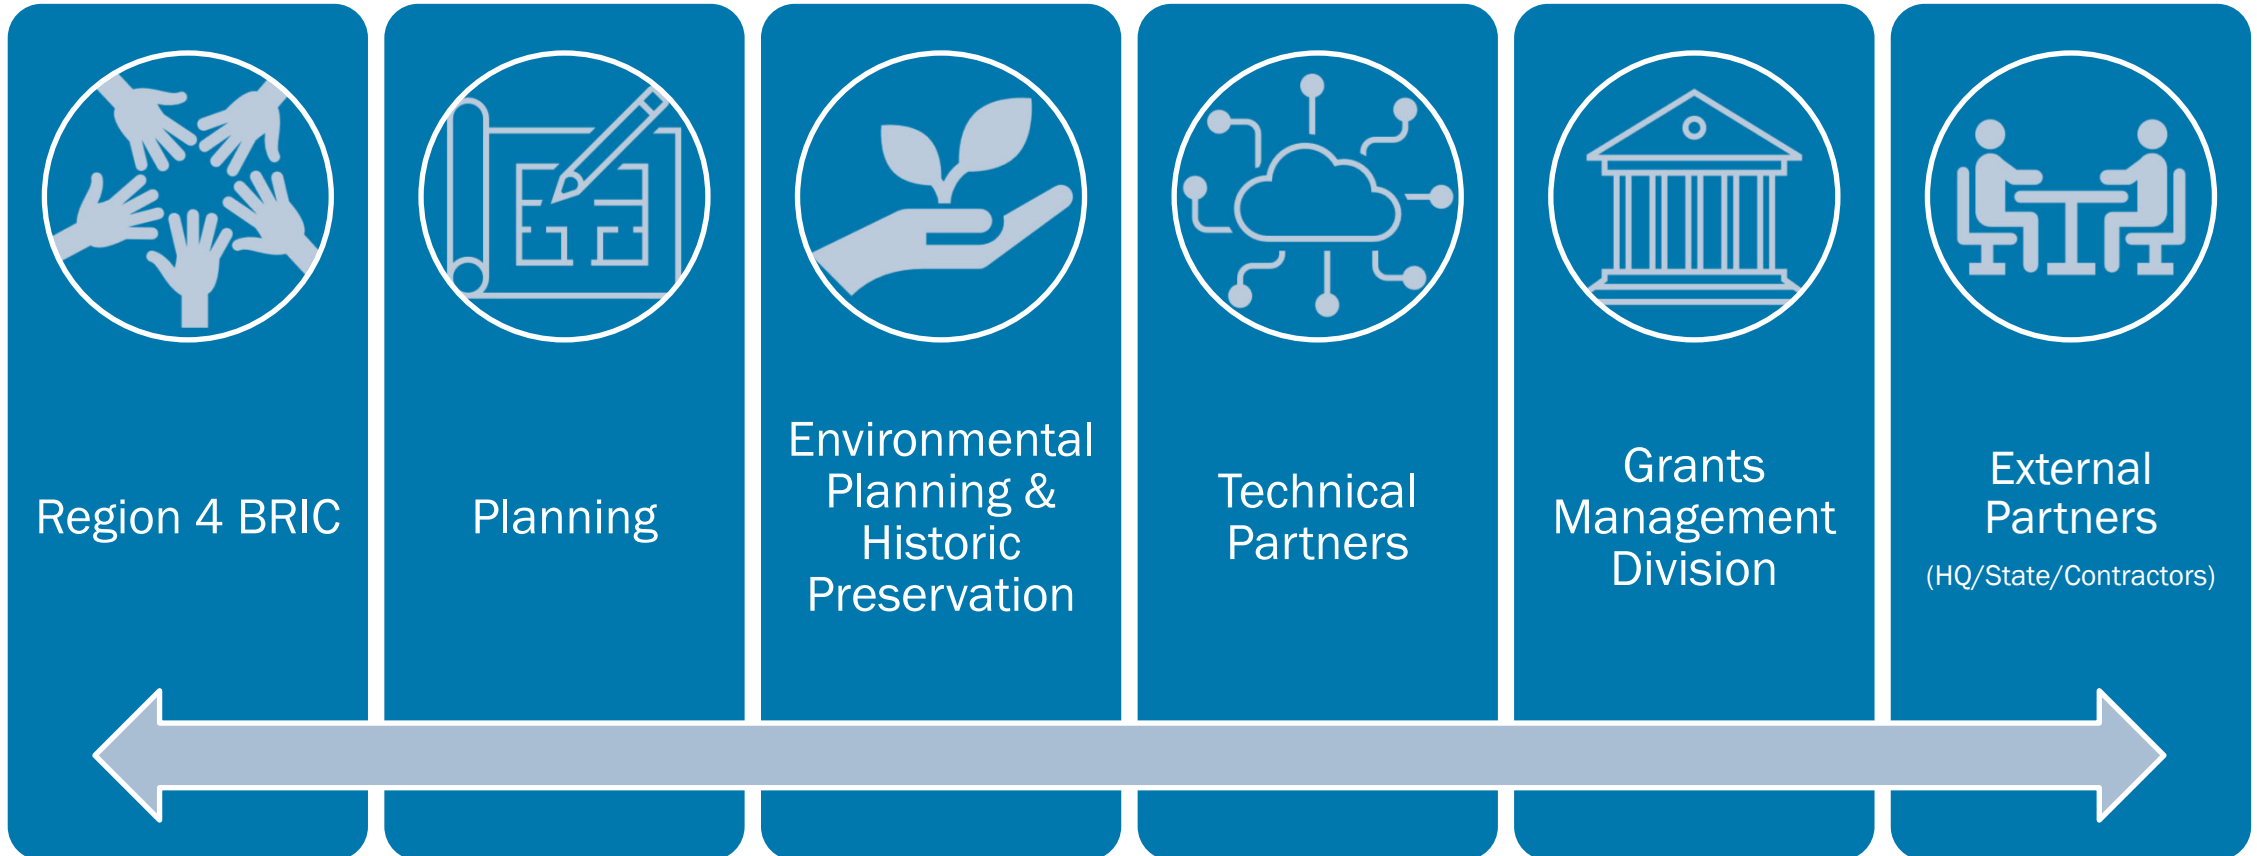 Region 4 BRIC
Planning
Environmental
Planning &
Historic
Preservation
Technical
Partners
Grants
Management
Division
External
Partners
(HQ/State/Contractors)